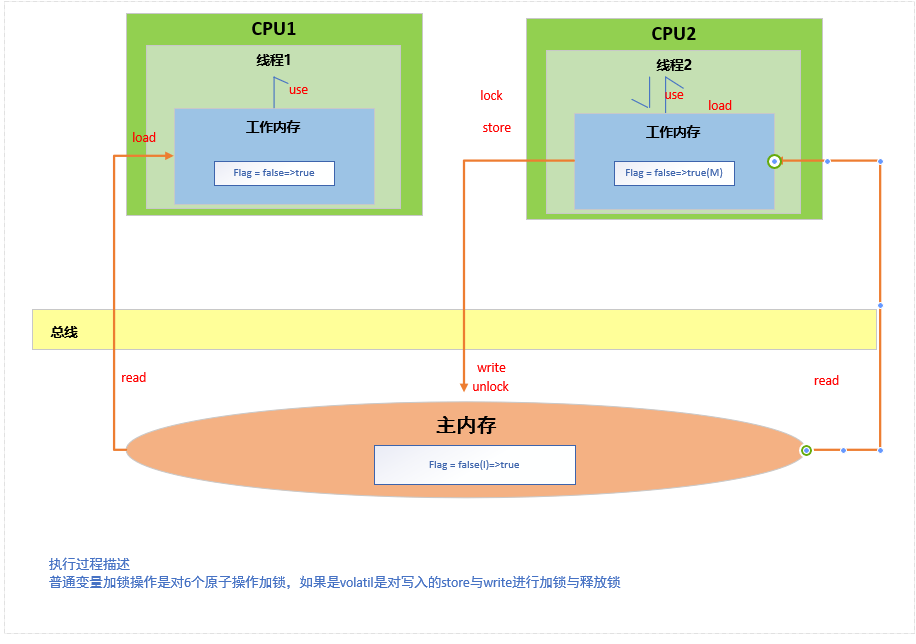 CPU1
线程1
use
工作内存
load
Flag = false=>true
CPU2
线程2
lock
use
load
store
工作内存
Flag = false=>true(M)
总线
read
write
unlock
read
主内存
Flag = false(I)=>true
执行过程描述
普通变量加锁操作是对6个原子操作加锁，如果是volatil是对写入的store与write进行加锁与释放锁